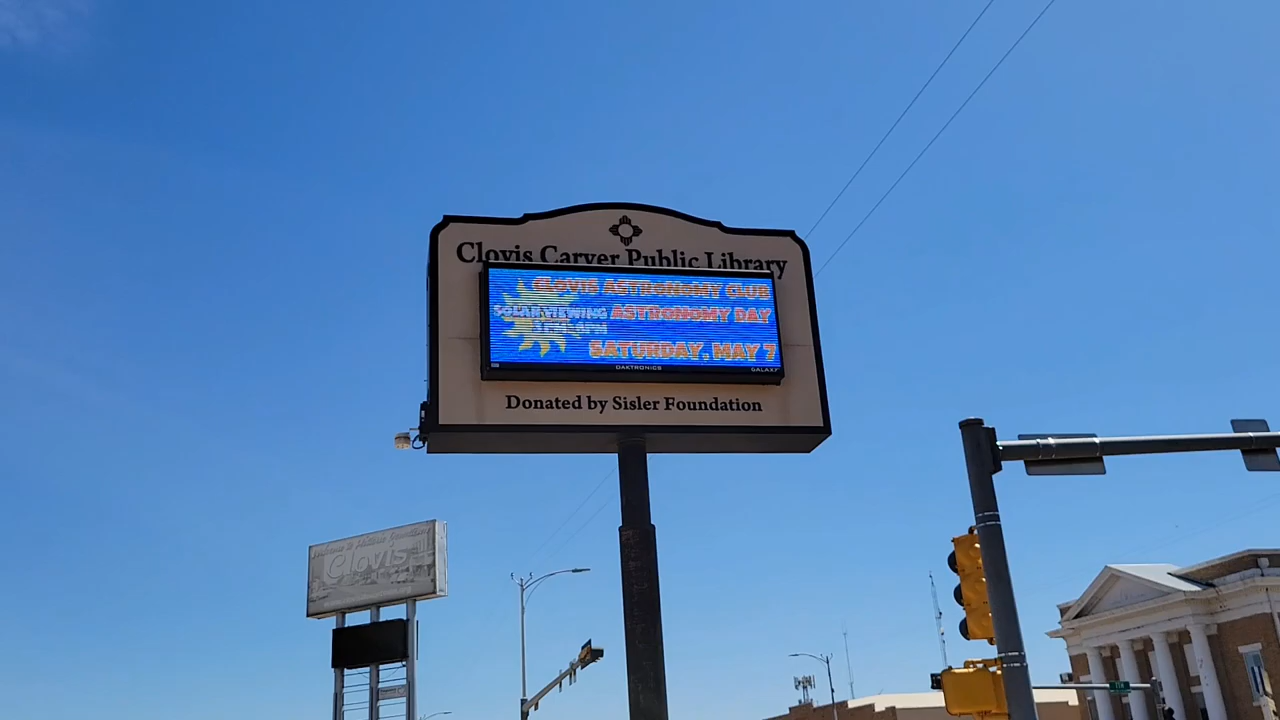 Clovis Carver Public Library
CLOVIS ASTRONOMY CLUB
SOLAR VIEWING
ASTRONOMY DAY
SATURDAY, MAY 7
DAKTRONICS
GALAXY
Donated by Sisler Foundation
Clovis